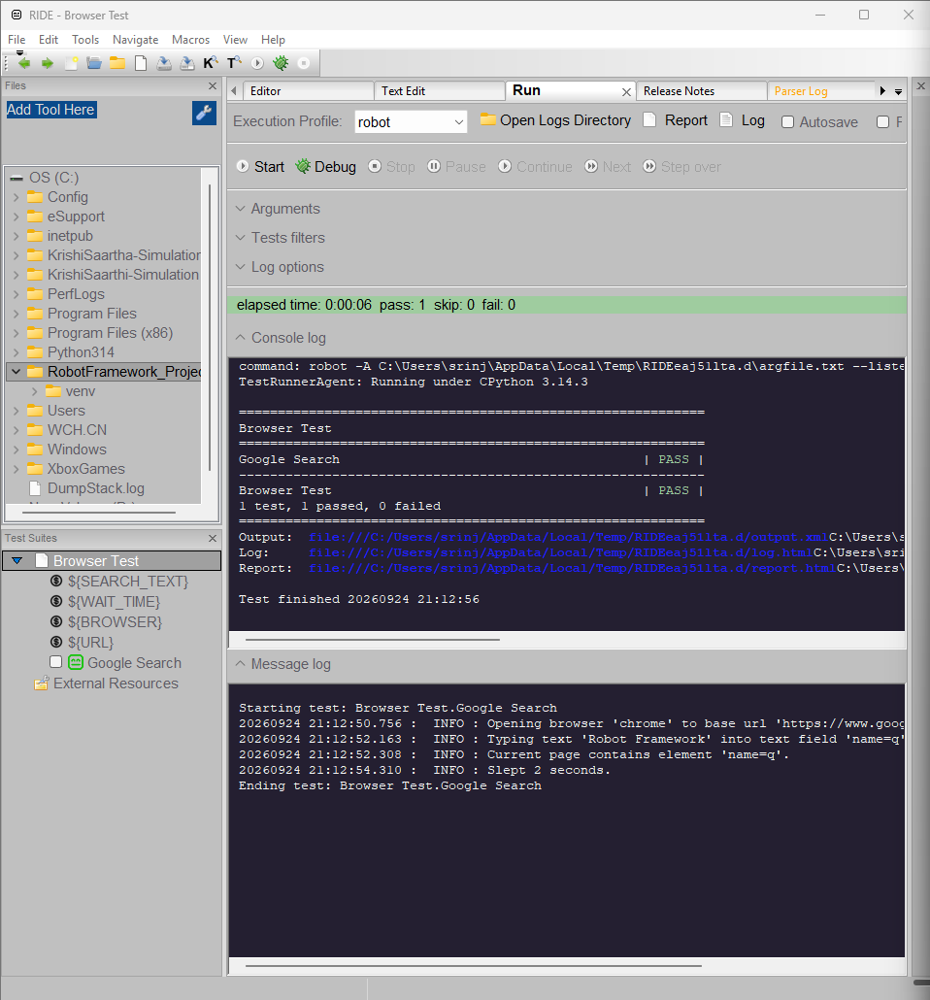 RIDE - Browser Test
File Edit Tools Navigate Macros View Help
K T
Files
Add Tool Here
OS (C:)
Config
eSupport
inetpub
KrishiSaartha-Simulation
KrishiSaarthi-Simulation
PerfLogs
Program Files
Program Files (x86)
Python314
RobotFramework_Projec
venv
Users
WCH.CN
Windows
XboxGames
DumpStack.log
Test Suites
Browser Test
${SEARCH_TEXT}
${WAIT_TIME}
${BROWSER}
${URL}
Google Search
External Resources
Editor Text Edit Run Release Notes Parser Log
Execution Profile: robot Open Logs Directory Report Log Autosave
Start Debug Stop Pause Continue Next Step over
Arguments
Tests filters
Log options
elapsed time: 0:00:06 pass: 1 skip: 0 fail: 0
Console log
command: robot -A C:\Users\srinj\AppData\Local\Temp\RIDEeaj51lta.d\argfile.txt --liste
TestRunnerAgent: Running under CPython 3.14.3
==============================================================
Browser Test
==============================================================
Google Search | PASS |
--------------------------------------------------------------
Browser Test | PASS |
1 test, 1 passed, 0 failed
==============================================================
Output: file:///C:/Users/srinj/AppData/Local/Temp/RIDEeaj51lta.d/output.xmlC:\Users\s
Log: file:///C:/Users/srinj/AppData/Local/Temp/RIDEeaj51lta.d/log.htmlC:\Users\sri
Report: file:///C:/Users/srinj/AppData/Local/Temp/RIDEeaj51lta.d/report.htmlC:\Users\
Test finished 20260924 21:12:56
Message log
Starting test: Browser Test.Google Search
20260924 21:12:50.756 : INFO : Opening browser 'chrome' to base url 'https://www.goog
20260924 21:12:52.163 : INFO : Typing text 'Robot Framework' into text field 'name=q'
20260924 21:12:52.308 : INFO : Current page contains element 'name=q'.
20260924 21:12:54.310 : INFO : Slept 2 seconds.
Ending test: Browser Test.Google Search